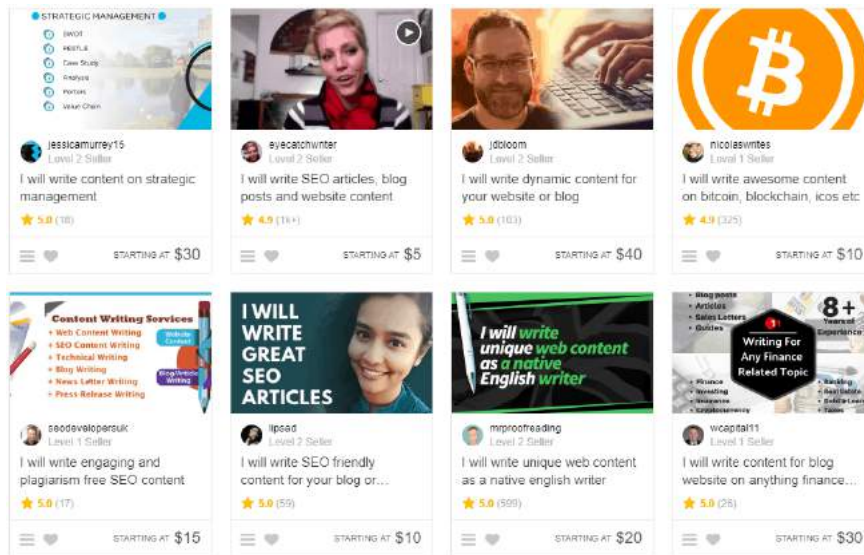 STRATEGIC MANAGEMENT
SWOT
PESTLE
Case Study
Analysis
Porters
Value Chain
jessicamurrey15
Level 2 Seller
I will write content on strategic
management
5.0 (18)
STARTING AT $30
eyecatchwriter
Level 2 Seller
I will write SEO articles, blog
posts and website content
4.9 (1k+)
STARTING AT $5
jdbloom
Level 2 Seller
I will write dynamic content for
your website or blog
5.0 (103)
STARTING AT $40
nicolaswrites
Level 1 Seller
I will write awesome content
on bitcoin, blockchain, icos etc
4.9 (325)
STARTING AT $10
Content Writing Services
+ Web Content Writing
+ SEO Content Writing
+ Technical Writing
+ Blog Writing
+ News Letter Writing
+ Press Release Writing
Website
Content
Blog/Article
Writing
seodevelopersuk
Level 1 Seller
I will write engaging and
plagiarism free SEO content
5.0 (17)
STARTING AT $15
I WILL
WRITE
GREAT
SEO
ARTICLES
lipsad
Level 2 Seller
I will write SEO friendly
content for your blog or...
5.0 (59)
STARTING AT $10
I will write
unique web content
as a native
English writer
mrproofreading
Level 2 Seller
I will write unique web content
as a native english writer
5.0 (599)
STARTING AT $20
Blog posts
Articles
Sales Letters
Guides
8+
Years of
Experience
Writing For
Any Finance
Related Topic
Finance
Investing
Insurance
Cryptocurrency
Banking
Real Estate
Taxes
wcapital11
Level 1 Seller
I will write content for blog
website on anything finance...
5.0 (26)
STARTING AT $30